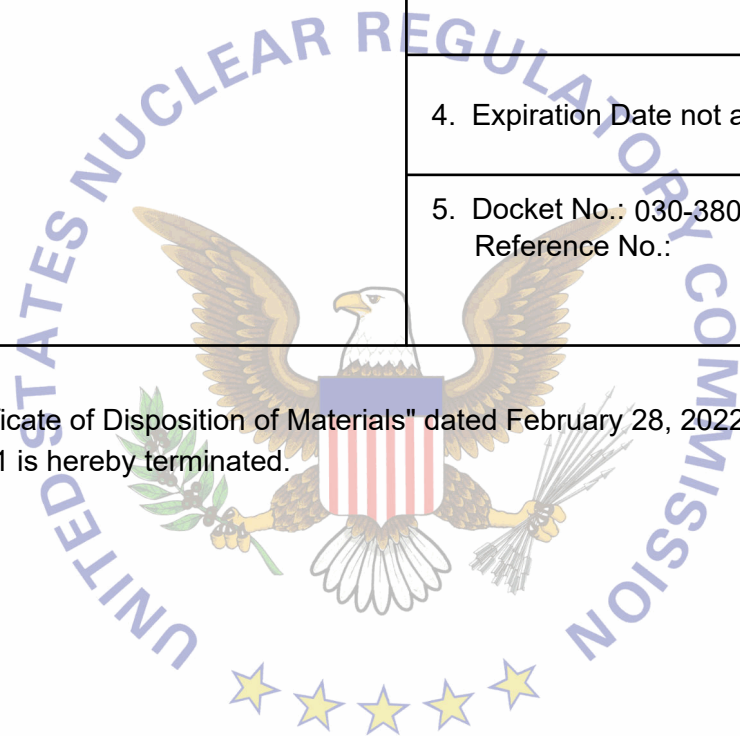 UNITED STATES NUCLEAR REGULATORY COMMISSION
4. Expiration Date not a
5. Docket No.: 030-380
Reference No.:
icate of Disposition of Materials" dated February 28, 2022
1 is hereby terminated.